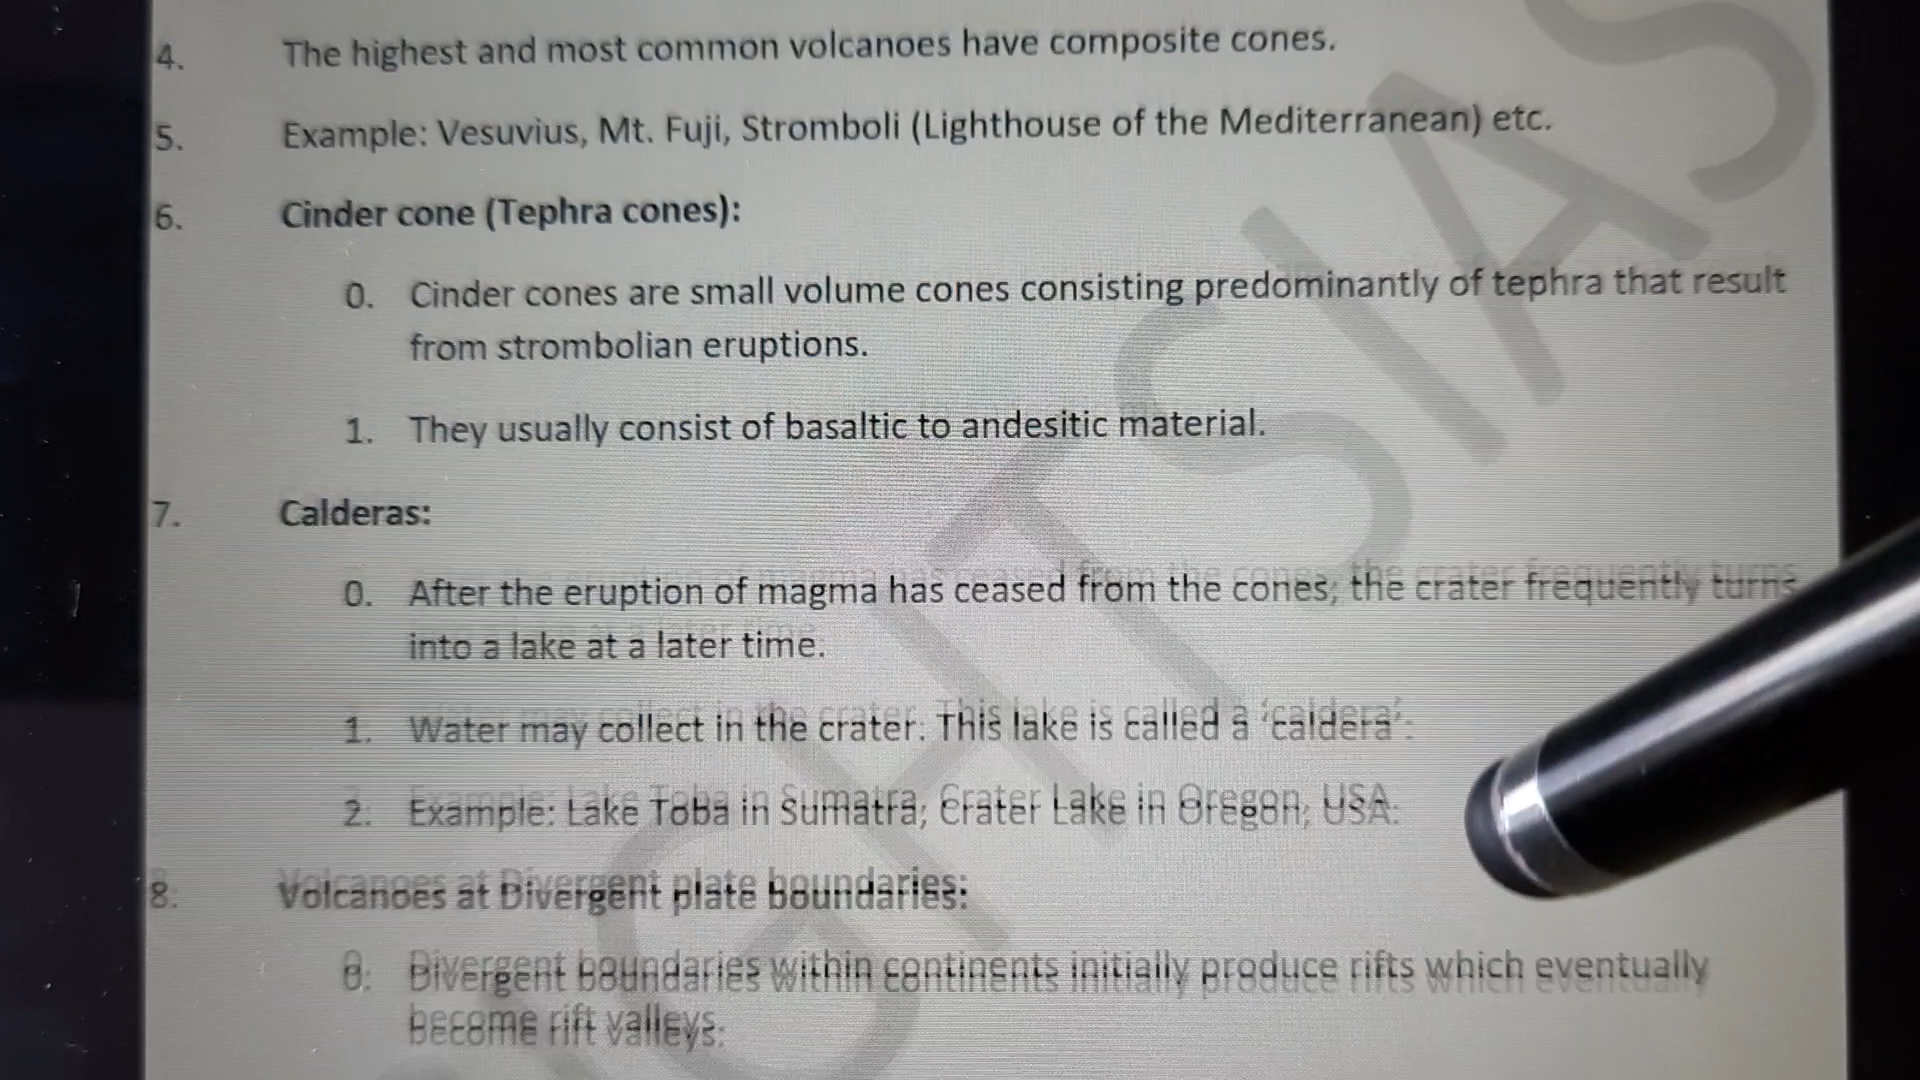 4. The highest and most common volcanoes have composite cones.
5. Example: Vesuvius, Mt. Fuji, Stromboli (Lighthouse of the Mediterranean) etc.
6. Cinder cone (Tephra cones):
0. Cinder cones are small volume cones consisting predominantly of tephra that result
from strombolian eruptions.
1. They usually consist of basaltic to andesitic material.
7. Calderas:
0. After the eruption of magma has ceased from the cones, the crater frequently turns
into a lake at a later time.
1. Water may collect in the crater. This lake is called a ‘caldera’.
2. Example: Lake Toba in Sumatra, Crater Lake in Oregon, USA.
8. Volcanoes at Divergent plate boundaries:
0. Divergent boundaries within continents initially produce rifts which eventually
become rift valleys.